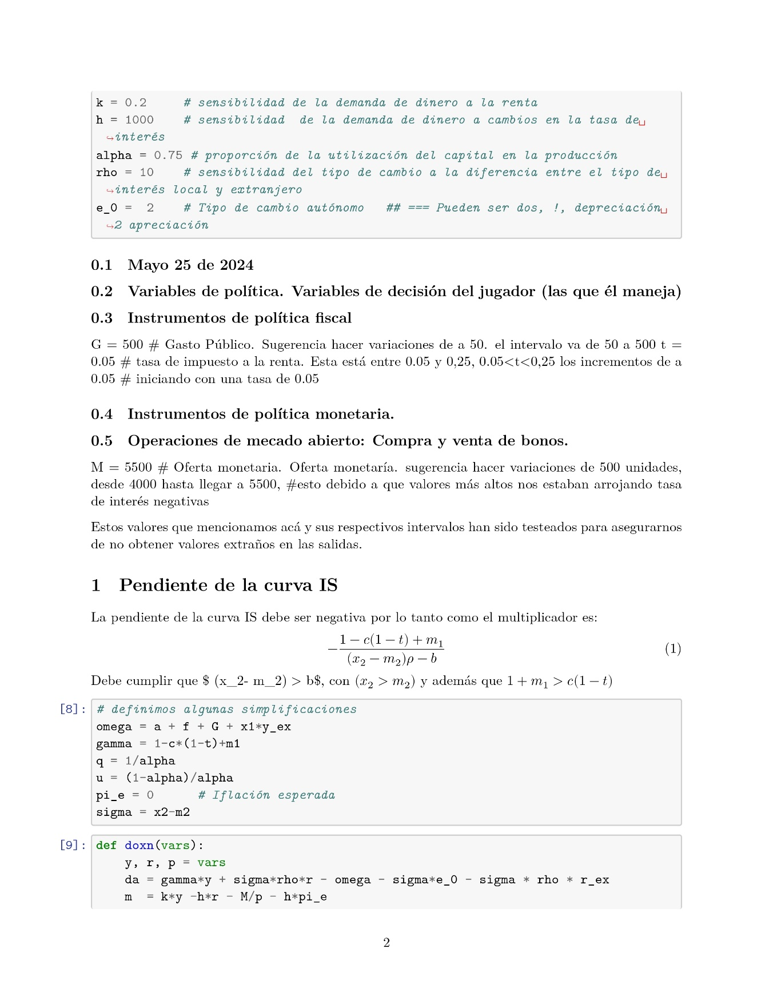 k = 0.2     # sensibilidad de la demanda de dinero a la renta
h = 1000    # sensibilidad  de la demanda de dinero a cambios en la tasa de␣
↪interés
alpha = 0.75 # proporción de la utilización del capital en la producción
rho = 10    # sensibilidad del tipo de cambio a la diferencia entre el tipo de␣
↪interés local y extranjero
e_0 =  2    # Tipo de cambio autónomo   ## === Pueden ser dos, !, depreciación␣
↪2 apreciación
0.1 Mayo 25 de 2024
0.2 Variables de política. Variables de decisión del jugador (las que él maneja)
0.3 Instrumentos de política fiscal
G = 500 # Gasto Público. Sugerencia hacer variaciones de a 50. el intervalo va de 50 a 500 t =
0.05 # tasa de impuesto a la renta. Esta está entre 0.05 y 0,25, 0.05<t<0,25 los incrementos de a
0.05 # iniciando con una tasa de 0.05
0.4 Instrumentos de política monetaria.
0.5 Operaciones de mecado abierto: Compra y venta de bonos.
M = 5500 # Oferta monetaria. Oferta monetaría. sugerencia hacer variaciones de 500 unidades,
desde 4000 hasta llegar a 5500, #esto debido a que valores más altos nos estaban arrojando tasa
de interés negativas
Estos valores que mencionamos acá y sus respectivos intervalos han sido testeados para asegurarnos
de no obtener valores extraños en las salidas.
1 Pendiente de la curva IS
La pendiente de la curva IS debe ser negativa por lo tanto como el multiplicador es:
−(1 − c(1 − t) + m₁)/((x₂ − m₂)ρ − b) (1)
Debe cumplir que $ (x_2- m_2) > b$, con (x₂ > m₂) y además que 1 + m₁ > c(1 − t)
[8]: # definimos algunas simplificaciones
omega = a + f + G + x1*y_ex
gamma = 1-c*(1-t)+m1
q = 1/alpha
u = (1-alpha)/alpha
pi_e = 0      # Iflación esperada
sigma = x2-m2
[9]: def doxn(vars):
    y, r, p = vars
    da = gamma*y + sigma*rho*r - omega - sigma*e_0 - sigma * rho * r_ex
    m  = k*y -h*r - M/p - h*pi_e
2